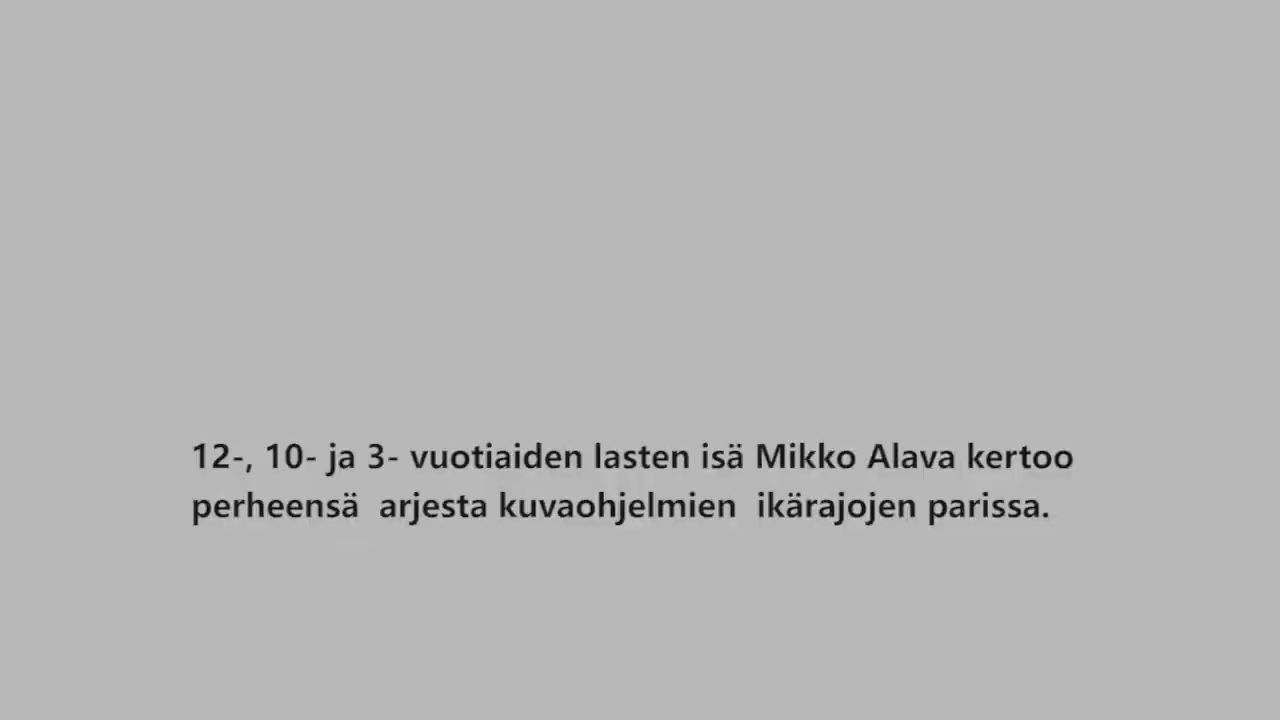 12-, 10- ja 3- vuotiaiden lasten isä Mikko Alava kertoo
perheensä  arjesta kuvaohjelmien  ikärajojen parissa.